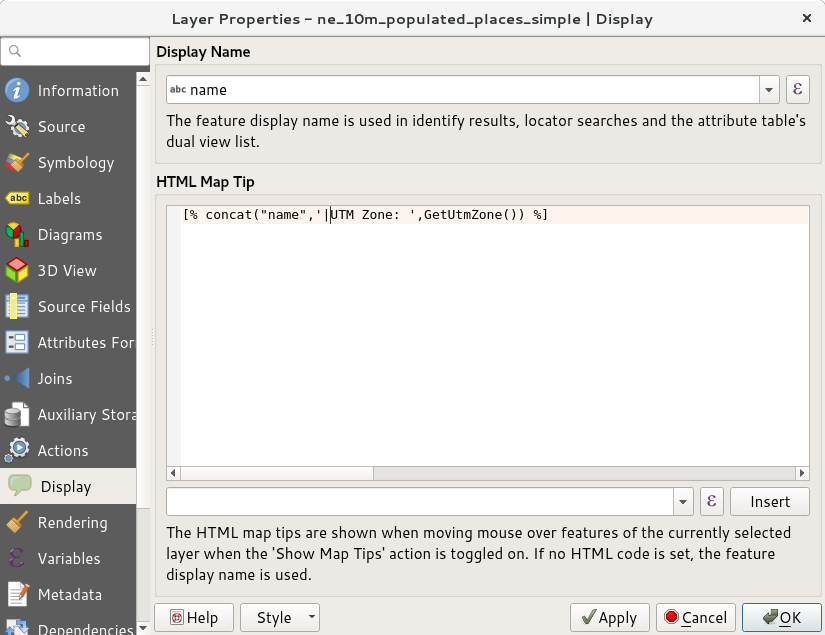 Layer Properties - ne_10m_populated_places_simple | Display
Information
Source
Symbology
abc Labels
Diagrams
3D View
Source Fields
Attributes For
Joins
Auxiliary Stora
Actions
Display
Rendering
Variables
Metadata
Dependencies
Display Name
abc name
ε
The feature display name is used in identify results, locator searches and the attribute table's
dual view list.
HTML Map Tip
[% concat("name",'|UTM Zone: ',GetUtmZone()) %]
ε
Insert
The HTML map tips are shown when moving mouse over features of the currently selected
layer when the 'Show Map Tips' action is toggled on. If no HTML code is set, the feature
display name is used.
Help
Style
Apply
Cancel
OK